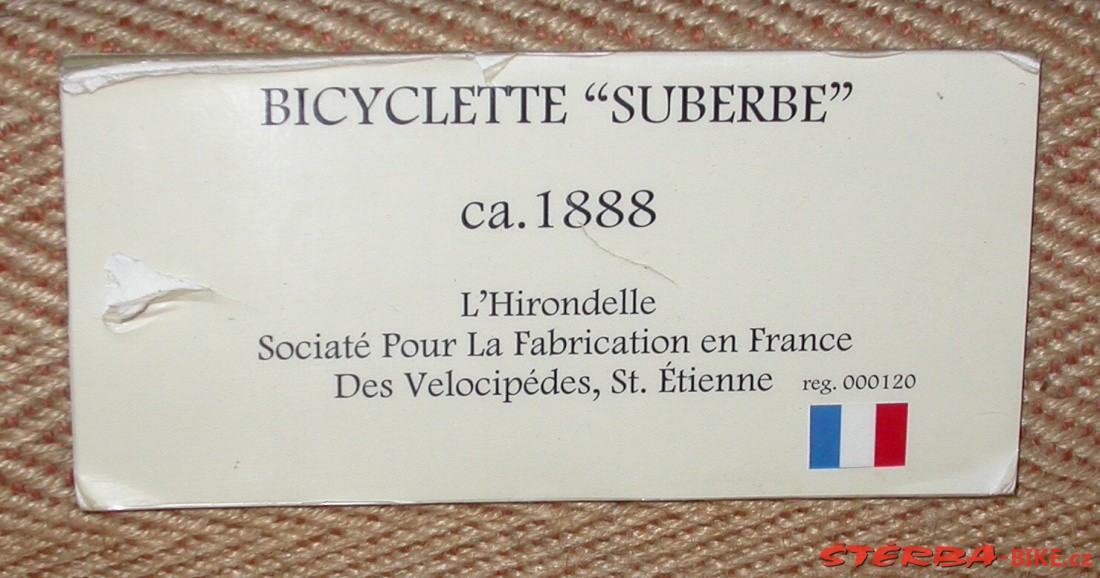 BICYCLETTE “SUBERBE”
ca.1888
L’Hirondelle
Sociaté Pour La Fabrication en France
Des Velocipédes, St. Étienne reg. 000120
ŠTĚRBA-BIKE.cz